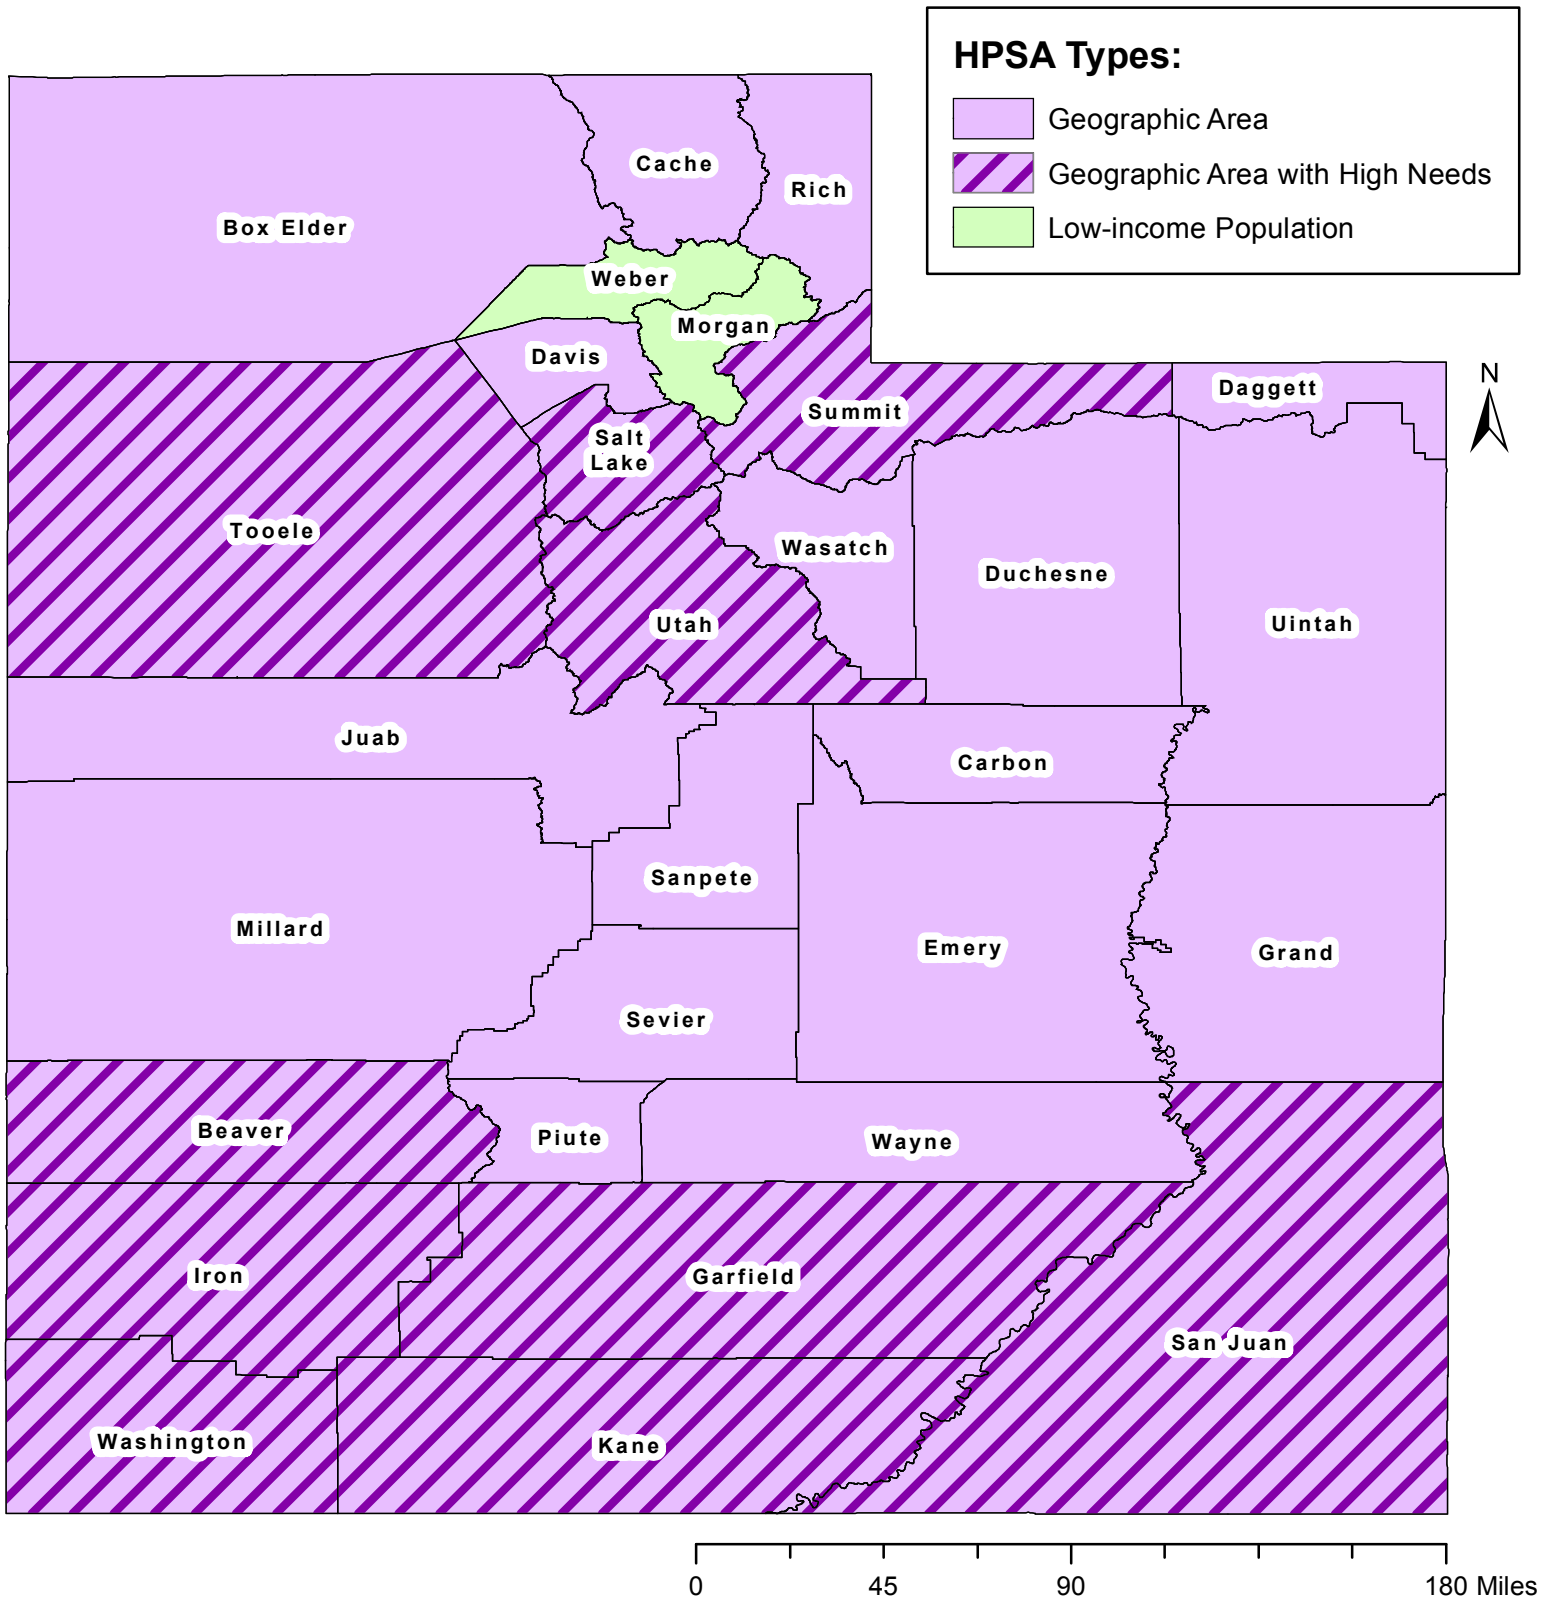 HPSA Types:
Geographic Area
Geographic Area with High Needs
Low-income Population
Cache
Rich
Box Elder
Weber
Morgan
Davis
N
Daggett
Summit
Salt
Lake
Tooele
Wasatch
Duchesne
Utah
Uintah
Juab
Carbon
Sanpete
Millard
Emery
Grand
Sevier
Beaver
Piute
Wayne
Iron
Garfield
San Juan
Washington
Kane
0 45 90 180 Miles